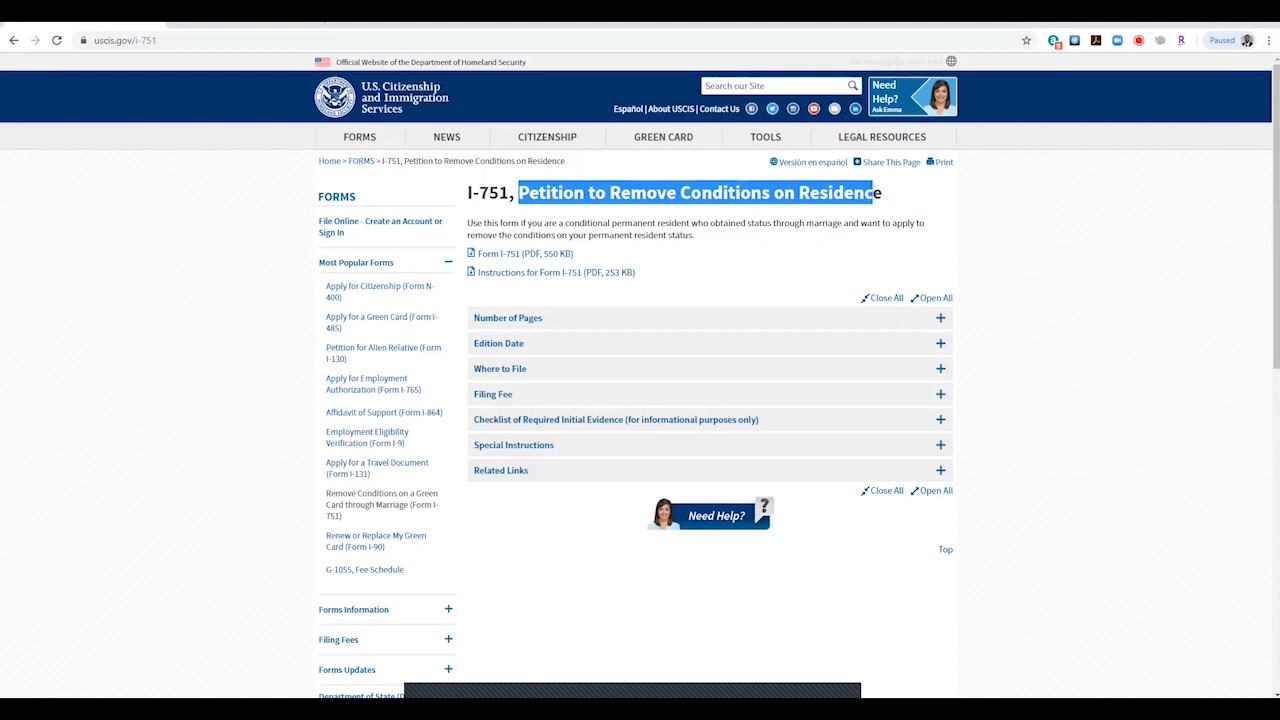 uscis.gov/i-751
Paused
Official Website of the Department of Homeland Security
U.S. Citizenship
and Immigration
Services
Search our Site
Need
Help?
Ask Emma
Español | About USCIS | Contact Us
FORMS
NEWS
CITIZENSHIP
GREEN CARD
TOOLS
LEGAL RESOURCES
Home > FORMS > I-751, Petition to Remove Conditions on Residence
Versión en español
Share This Page
Print
FORMS
File Online - Create an Account or
Sign In
Most Popular Forms
Apply for Citizenship (Form N-
400)
Apply for a Green Card (Form I-
485)
Petition for Alien Relative (Form
I-130)
Apply for Employment
Authorization (Form I-765)
Affidavit of Support (Form I-864)
Employment Eligibility
Verification (Form I-9)
Apply for a Travel Document
(Form I-131)
Remove Conditions on a Green
Card through Marriage (Form I-
751)
Renew or Replace My Green
Card (Form I-90)
G-1055, Fee Schedule
Forms Information
Filing Fees
Forms Updates
Department of State (
I-751, Petition to Remove Conditions on Residence
Use this form if you are a conditional permanent resident who obtained status through marriage and want to apply to
remove the conditions on your permanent resident status.
Form I-751 (PDF, 550 KB)
Instructions for Form I-751 (PDF, 253 KB)
Close All Open All
Number of Pages
Edition Date
Where to File
Filing Fee
Checklist of Required Initial Evidence (for informational purposes only)
Special Instructions
Related Links
Close All Open All
Need Help?
?
Top